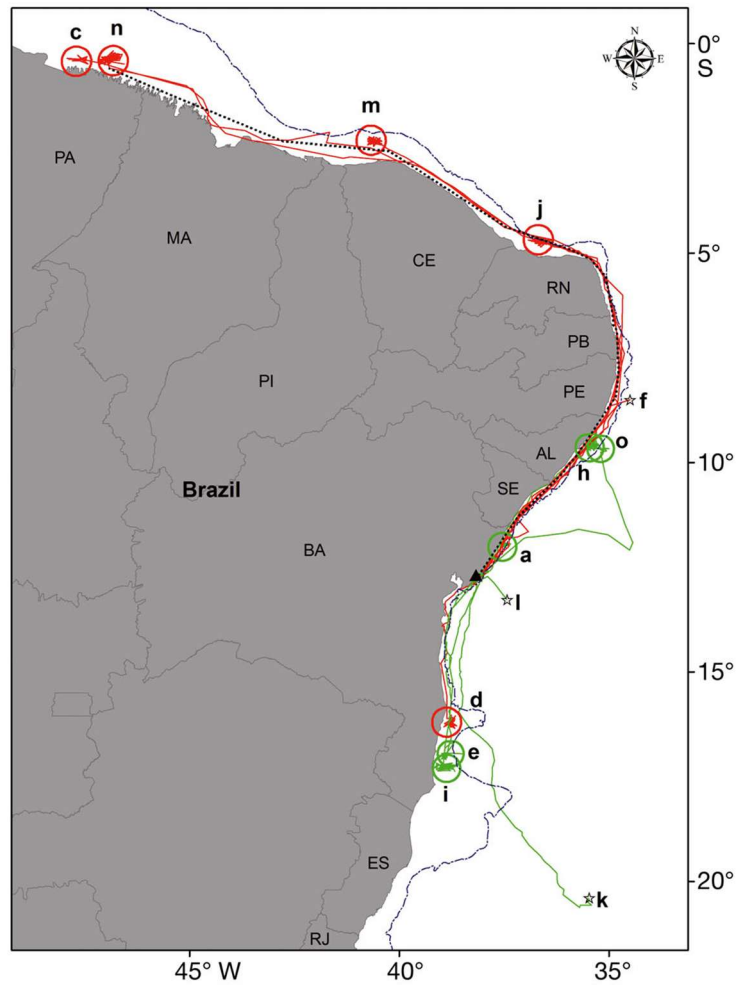 c n
N
W E
S
0°
S
m
PA
j
MA
5°
CE
RN
PB
PI
PE
f
o
AL
h
10°
SE
Brazil
a
BA
l
15°
d
e
i
ES
k
20°
RJ
45° W 40° 35°